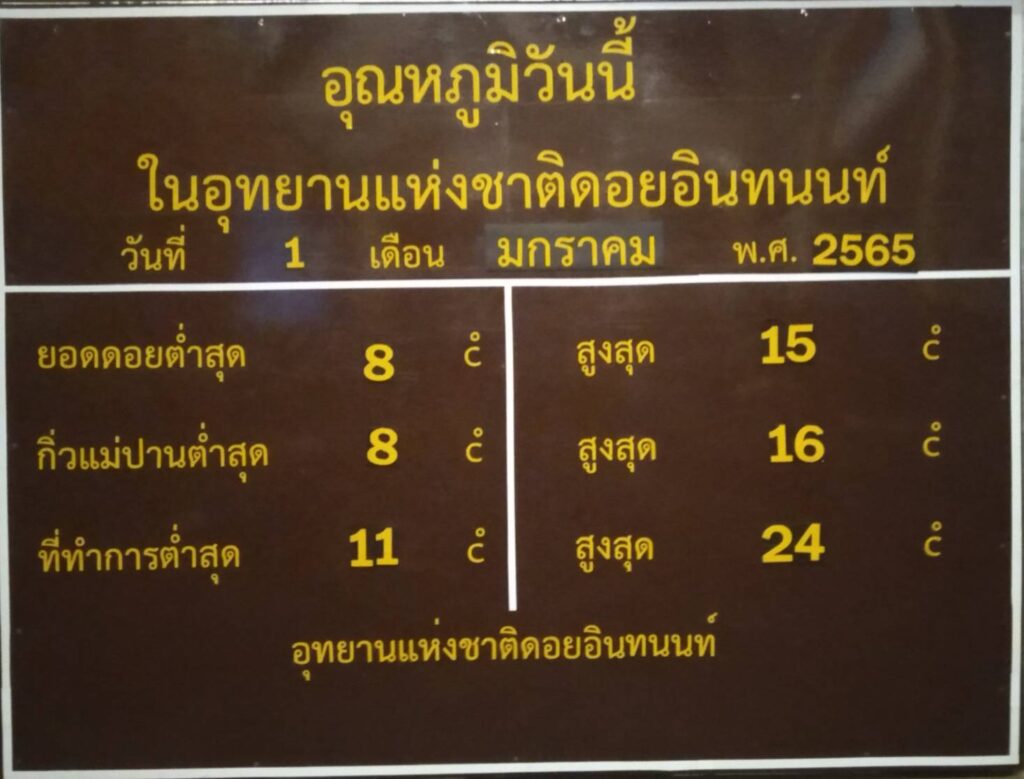 อุณหภูมิวันนี้
ในอุทยานแห่งชาติดอยอินทนนท์
วันที่ 1 เดือน มกราคม พ.ศ. 2565
ยอดดอยต่ำสุด 8 ํC สูงสุด 15 ํC
กิ่วแม่ปานต่ำสุด 8 ํC สูงสุด 16 ํC
ที่ทำการต่ำสุด 11 ํC สูงสุด 24 ํC
อุทยานแห่งชาติดอยอินทนนท์